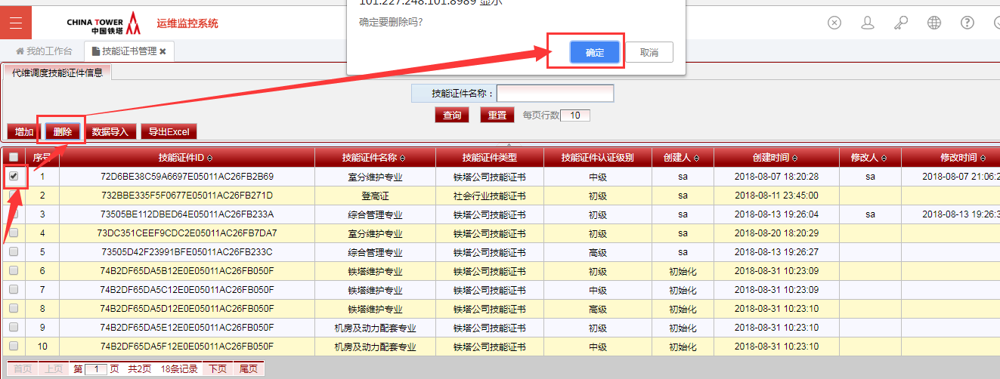 101.227.248.101:8989 显示
确定要删除吗?
确定 取消
CHINA TOWER
中国铁塔
运维监控系统
我的工作台 技能证书管理
代维调度技能证件信息
技能证件名称：
查询 重置 每页行数 10
增加 删除 数据导入 导出Excel
序号 技能证件ID 技能证件名称 技能证件类型 技能证件认证级别 创建人 创建时间 修改人 修改时间
1 72D6BE38C59A6697E05011AC26FB2B69 室分维护专业 铁塔公司技能证书 中级 sa 2018-08-07 18:20:28 sa 2018-08-07 21:06:2
2 732BBE335F5F0677E05011AC26FB271D 登高证 社会行业技能证书 初级 sa 2018-08-11 23:45:00
3 73505BE112DBED64E05011AC26FB233A 综合管理专业 铁塔公司技能证书 初级 sa 2018-08-13 19:26:04 sa 2018-08-13 19:26:3
4 73DC351CEEF9CDC2E05011AC26FB7DA7 室分维护专业 铁塔公司技能证书 初级 sa 2018-08-20 18:20:29
5 73505D42F23991BFE05011AC26FB233C 综合管理专业 铁塔公司技能证书 高级 sa 2018-08-13 19:26:27
6 74B2DF65DA5B12E0E05011AC26FB050F 铁塔维护专业 铁塔公司技能证书 初级 初始化 2018-08-31 10:23:09
7 74B2DF65DA5C12E0E05011AC26FB050F 铁塔维护专业 铁塔公司技能证书 中级 初始化 2018-08-31 10:23:09
8 74B2DF65DA5D12E0E05011AC26FB050F 铁塔维护专业 铁塔公司技能证书 高级 初始化 2018-08-31 10:23:10
9 74B2DF65DA5E12E0E05011AC26FB050F 机房及动力配套专业 铁塔公司技能证书 初级 初始化 2018-08-31 10:23:10
10 74B2DF65DA5F12E0E05011AC26FB050F 机房及动力配套专业 铁塔公司技能证书 中级 初始化 2018-08-31 10:23:10
首页 上页 第 1 页 共2页 18条记录 下页 尾页